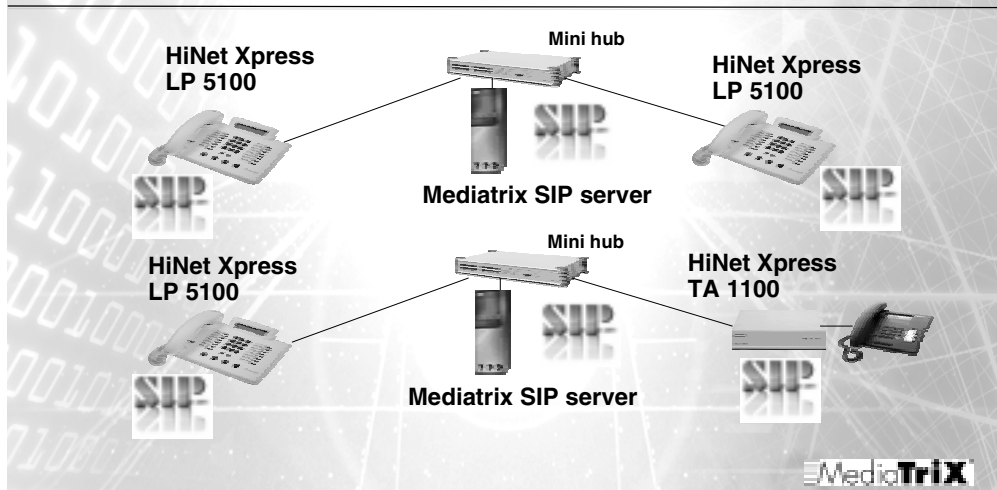 Mini hub
HiNet Xpress
LP 5100
HiNet Xpress
LP 5100
SIP
Mediatrix SIP server
SIP
SIP
Mini hub
HiNet Xpress
LP 5100
HiNet Xpress
TA 1100
SIP
Mediatrix SIP server
SIP
SIP
MediaTriX